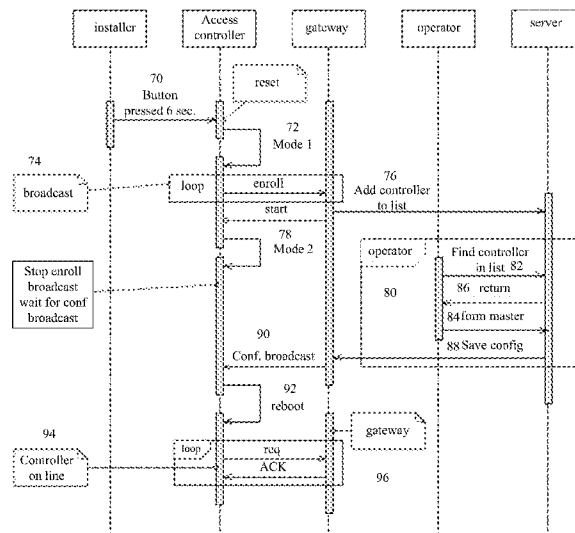 installer
Access
controller
gateway
operator
server
70
Button
pressed 6 sec.
reset
72
Mode 1
74
broadcast
loop
enroll
76
Add controller
to list
start
78
Mode 2
operator
Find controller
in list 82
Stop enroll
broadcast
wait for conf
broadcast
80
86 return
84 form master
90
88 Save config
Conf. broadcast
92
reboot
94
gateway
Controller
on line
loop
req
ACK
96